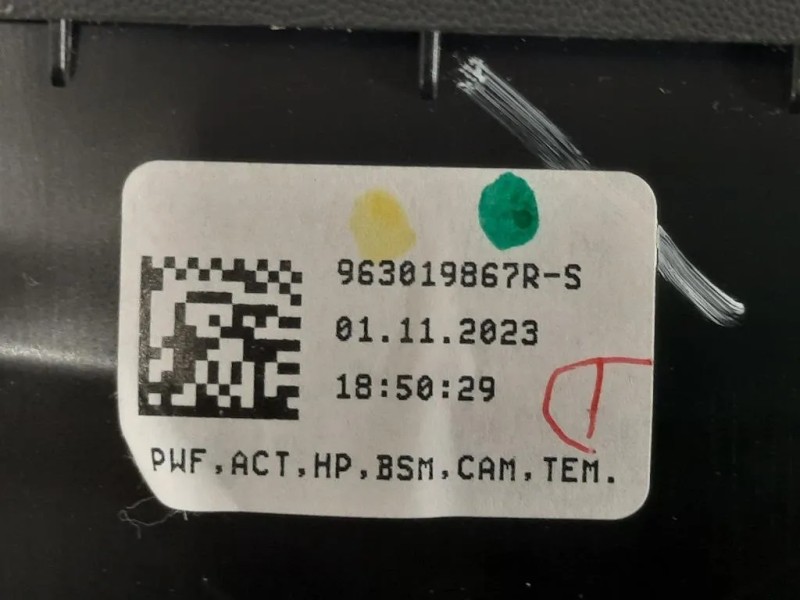 963019867R-S
01.11.2023
18:50:29
PWF,ACT,HP,BSM,CAM,TEM.